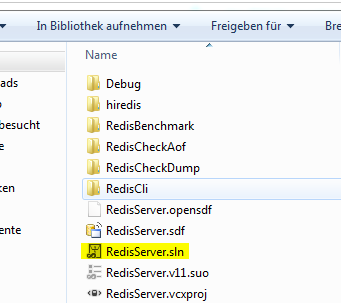 In Bibliothek aufnehmen Freigeben für Bre
Name
ads
besucht
e
ken
ente
Debug
hiredis
RedisBenchmark
RedisCheckAof
RedisCheckDump
RedisCli
RedisServer.opensdf
RedisServer.sdf
RedisServer.sln
RedisServer.v11.suo
RedisServer.vcxproj